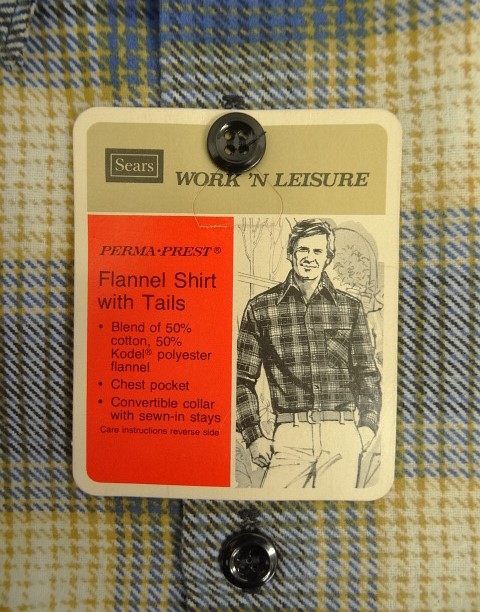 Sears
WORK 'N LEISURE
PERMA·PREST®
Flannel Shirt
with Tails
• Blend of 50%
cotton, 50%
Kodel® polyester
flannel
• Chest pocket
• Convertible collar
with sewn-in stays
Care instructions reverse side